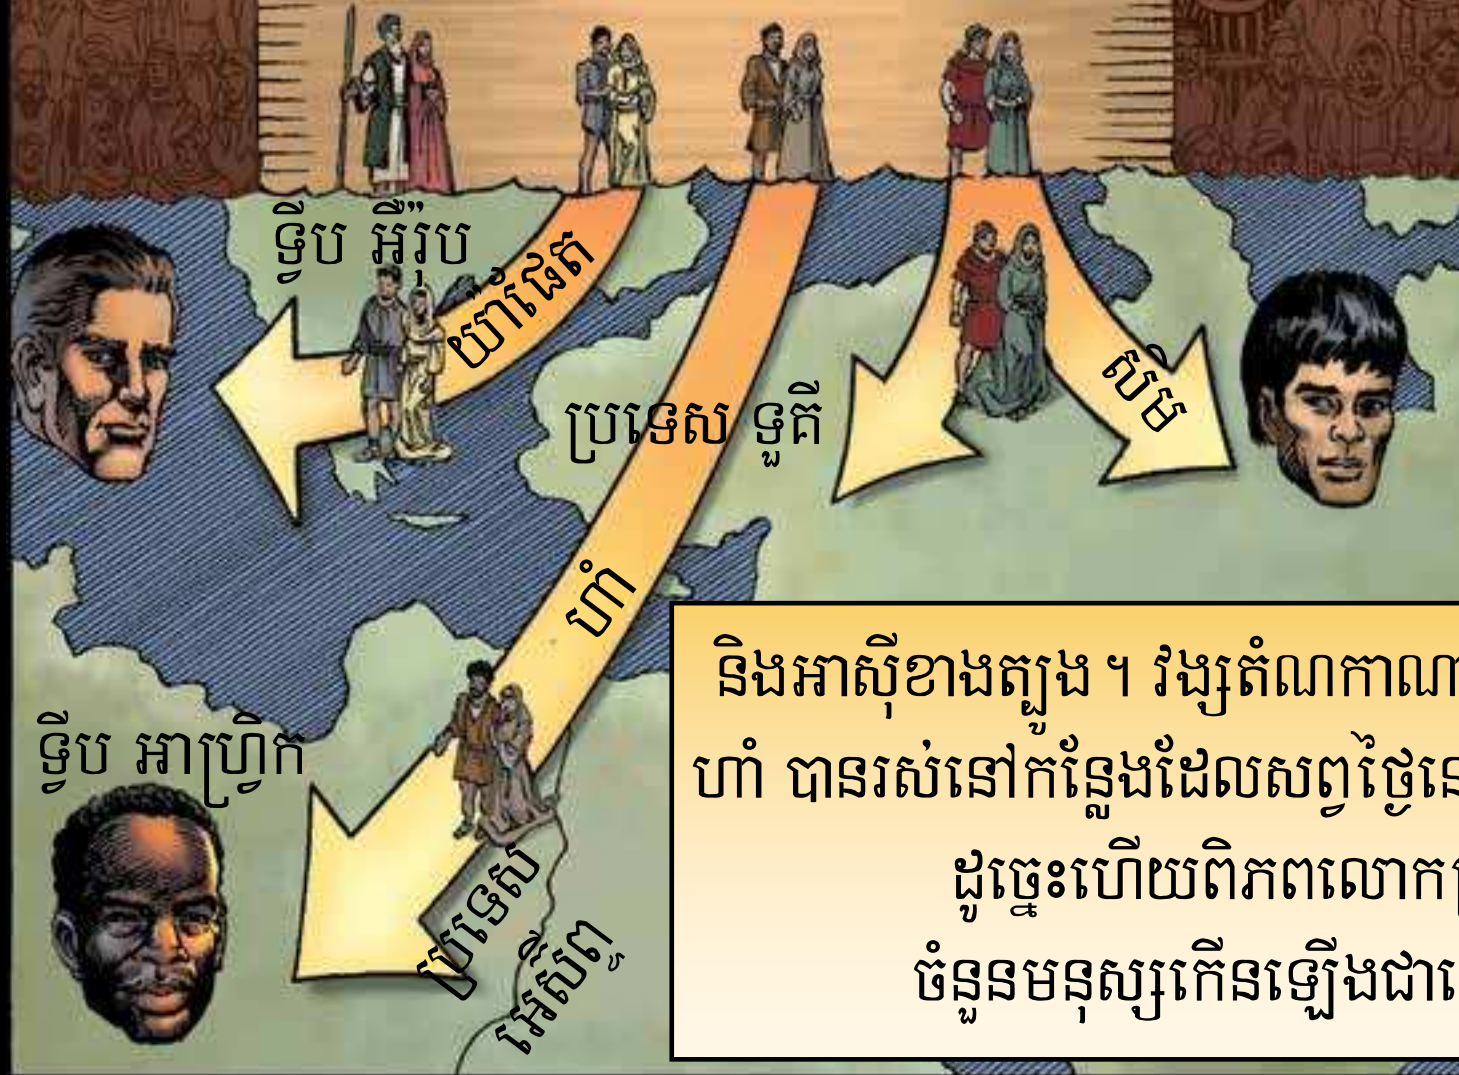 ទ្វីប អឺរ៉ុប
យ៉ាផែត
ប្រទេស ទួគី
សិម
ហាំ
ទ្វីប អាហ្វ្រិក
ប្រទេស
អេស៊ីព្ទ
និងអាស៊ីខាងត្បូង។ វង្សតំណកាណ
ហាំ បានរស់នៅកន្លែងដែលសព្វថ្ងៃនេ
ដូច្នេះហើយពិភពលោក
ចំនួនមនុស្សកើនឡើងជា